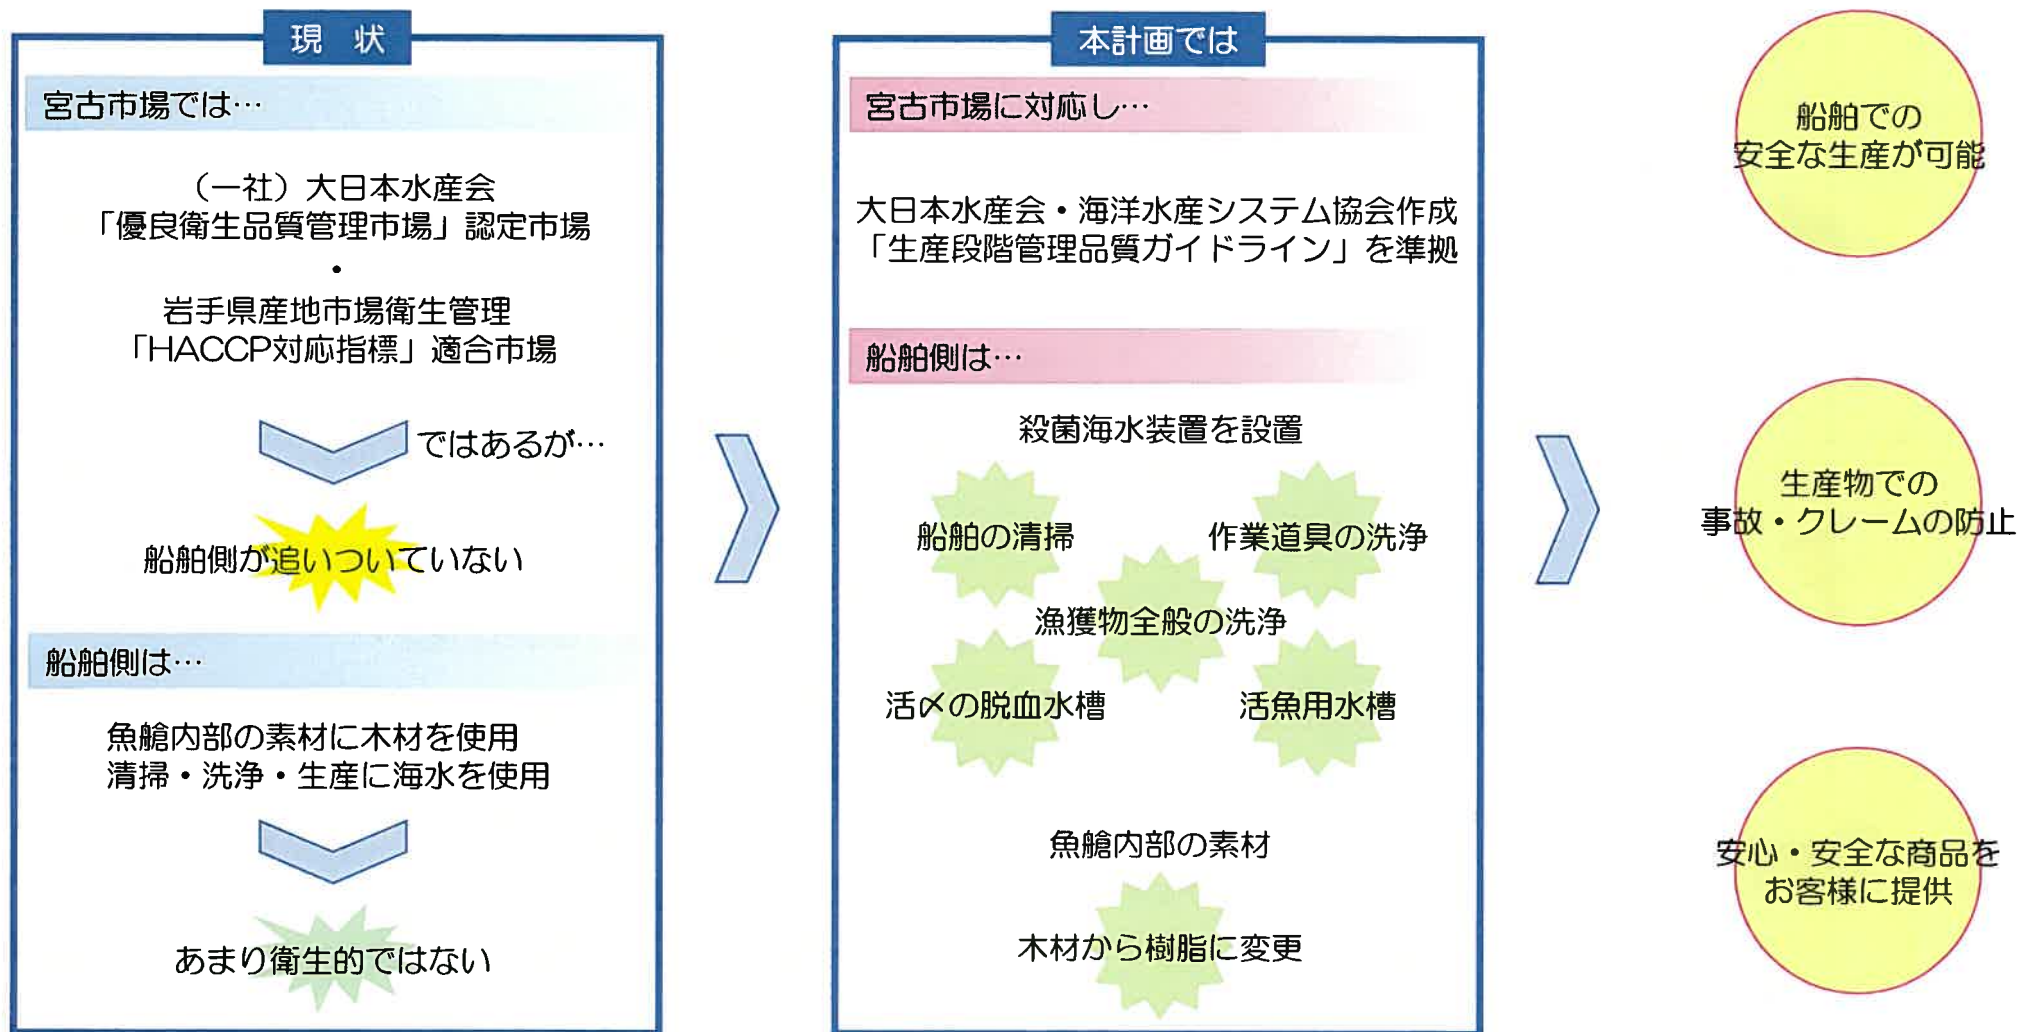 現 状
宮古市場では…
（一社）大日本水産会
「優良衛生品質管理市場」認定市場
・
岩手県産地市場衛生管理
「HACCP対応指標」適合市場
ではあるが…
船舶側が追いついていない
船舶側は…
魚艙内部の素材に木材を使用
清掃・洗浄・生産に海水を使用
あまり衛生的ではない
本計画では
宮古市場に対応し…
大日本水産会・海洋水産システム協会作成
「生産段階管理品質ガイドライン」を準拠
船舶側は…
殺菌海水装置を設置
船舶の清掃
作業道具の洗浄
漁獲物全般の洗浄
活〆の脱血水槽
活魚用水槽
魚艙内部の素材
木材から樹脂に変更
船舶での
安全な生産が可能
生産物での
事故・クレームの防止
安心・安全な商品を
お客様に提供